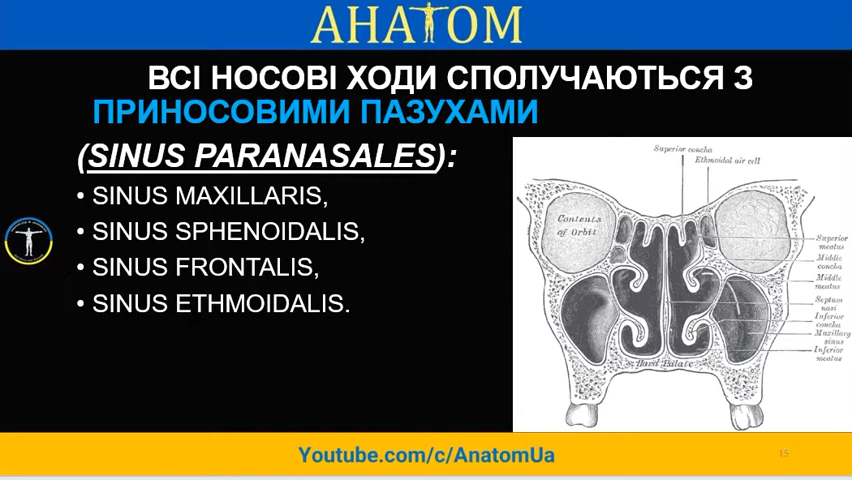 АНАТОМ
ВСІ НОСОВІ ХОДИ СПОЛУЧАЮТЬСЯ З
ПРИНОСОВИМИ ПАЗУХАМИ
(SINUS PARANASALES):
• SINUS MAXILLARIS,
• SINUS SPHENOIDALIS,
• SINUS FRONTALIS,
• SINUS ETHMOIDALIS.
Superior concha
Ethmoidal air cell
Contents
of Orbit
Superior
meatus
Middle
concha
Middle
meatus
Septum
nasi
Inferior
concha
Maxillary
sinus
Inferior
meatus
Hard Palate
Youtube.com/c/AnatomUa
15